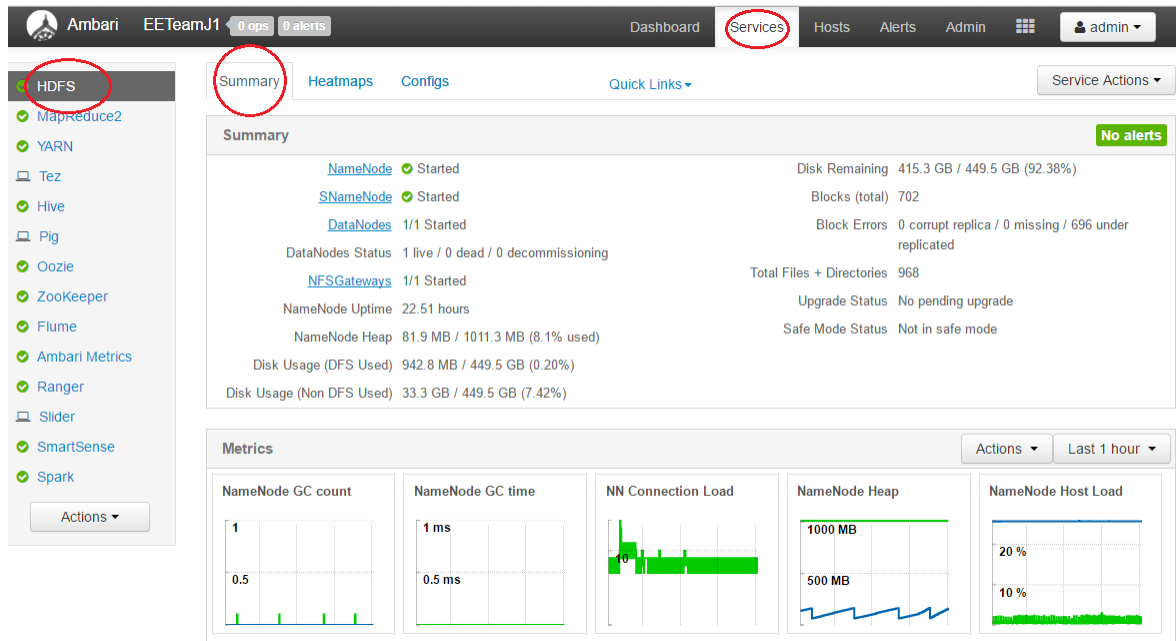 Ambari EETeamJ1 0 ops 0 alerts Dashboard Services Hosts Alerts Admin admin
HDFS
MapReduce2
YARN
Tez
Hive
Pig
Oozie
ZooKeeper
Flume
Ambari Metrics
Ranger
Slider
SmartSense
Spark
Actions
Summary Heatmaps Configs Quick Links Service Actions
Summary No alerts
NameNode Started
SNameNode Started
DataNodes 1/1 Started
DataNodes Status 1 live / 0 dead / 0 decommissioning
NFSGateways 1/1 Started
NameNode Uptime 22.51 hours
NameNode Heap 81.9 MB / 1011.3 MB (8.1% used)
Disk Usage (DFS Used) 942.8 MB / 449.5 GB (0.20%)
Disk Usage (Non DFS Used) 33.3 GB / 449.5 GB (7.42%)
Disk Remaining 415.3 GB / 449.5 GB (92.38%)
Blocks (total) 702
Block Errors 0 corrupt replica / 0 missing / 696 under
replicated
Total Files + Directories 968
Upgrade Status No pending upgrade
Safe Mode Status Not in safe mode
Metrics Actions Last 1 hour
NameNode GC count
1
0.5
NameNode GC time
1 ms
0.5 ms
NN Connection Load
10
NameNode Heap
1000 MB
500 MB
NameNode Host Load
20 %
10 %